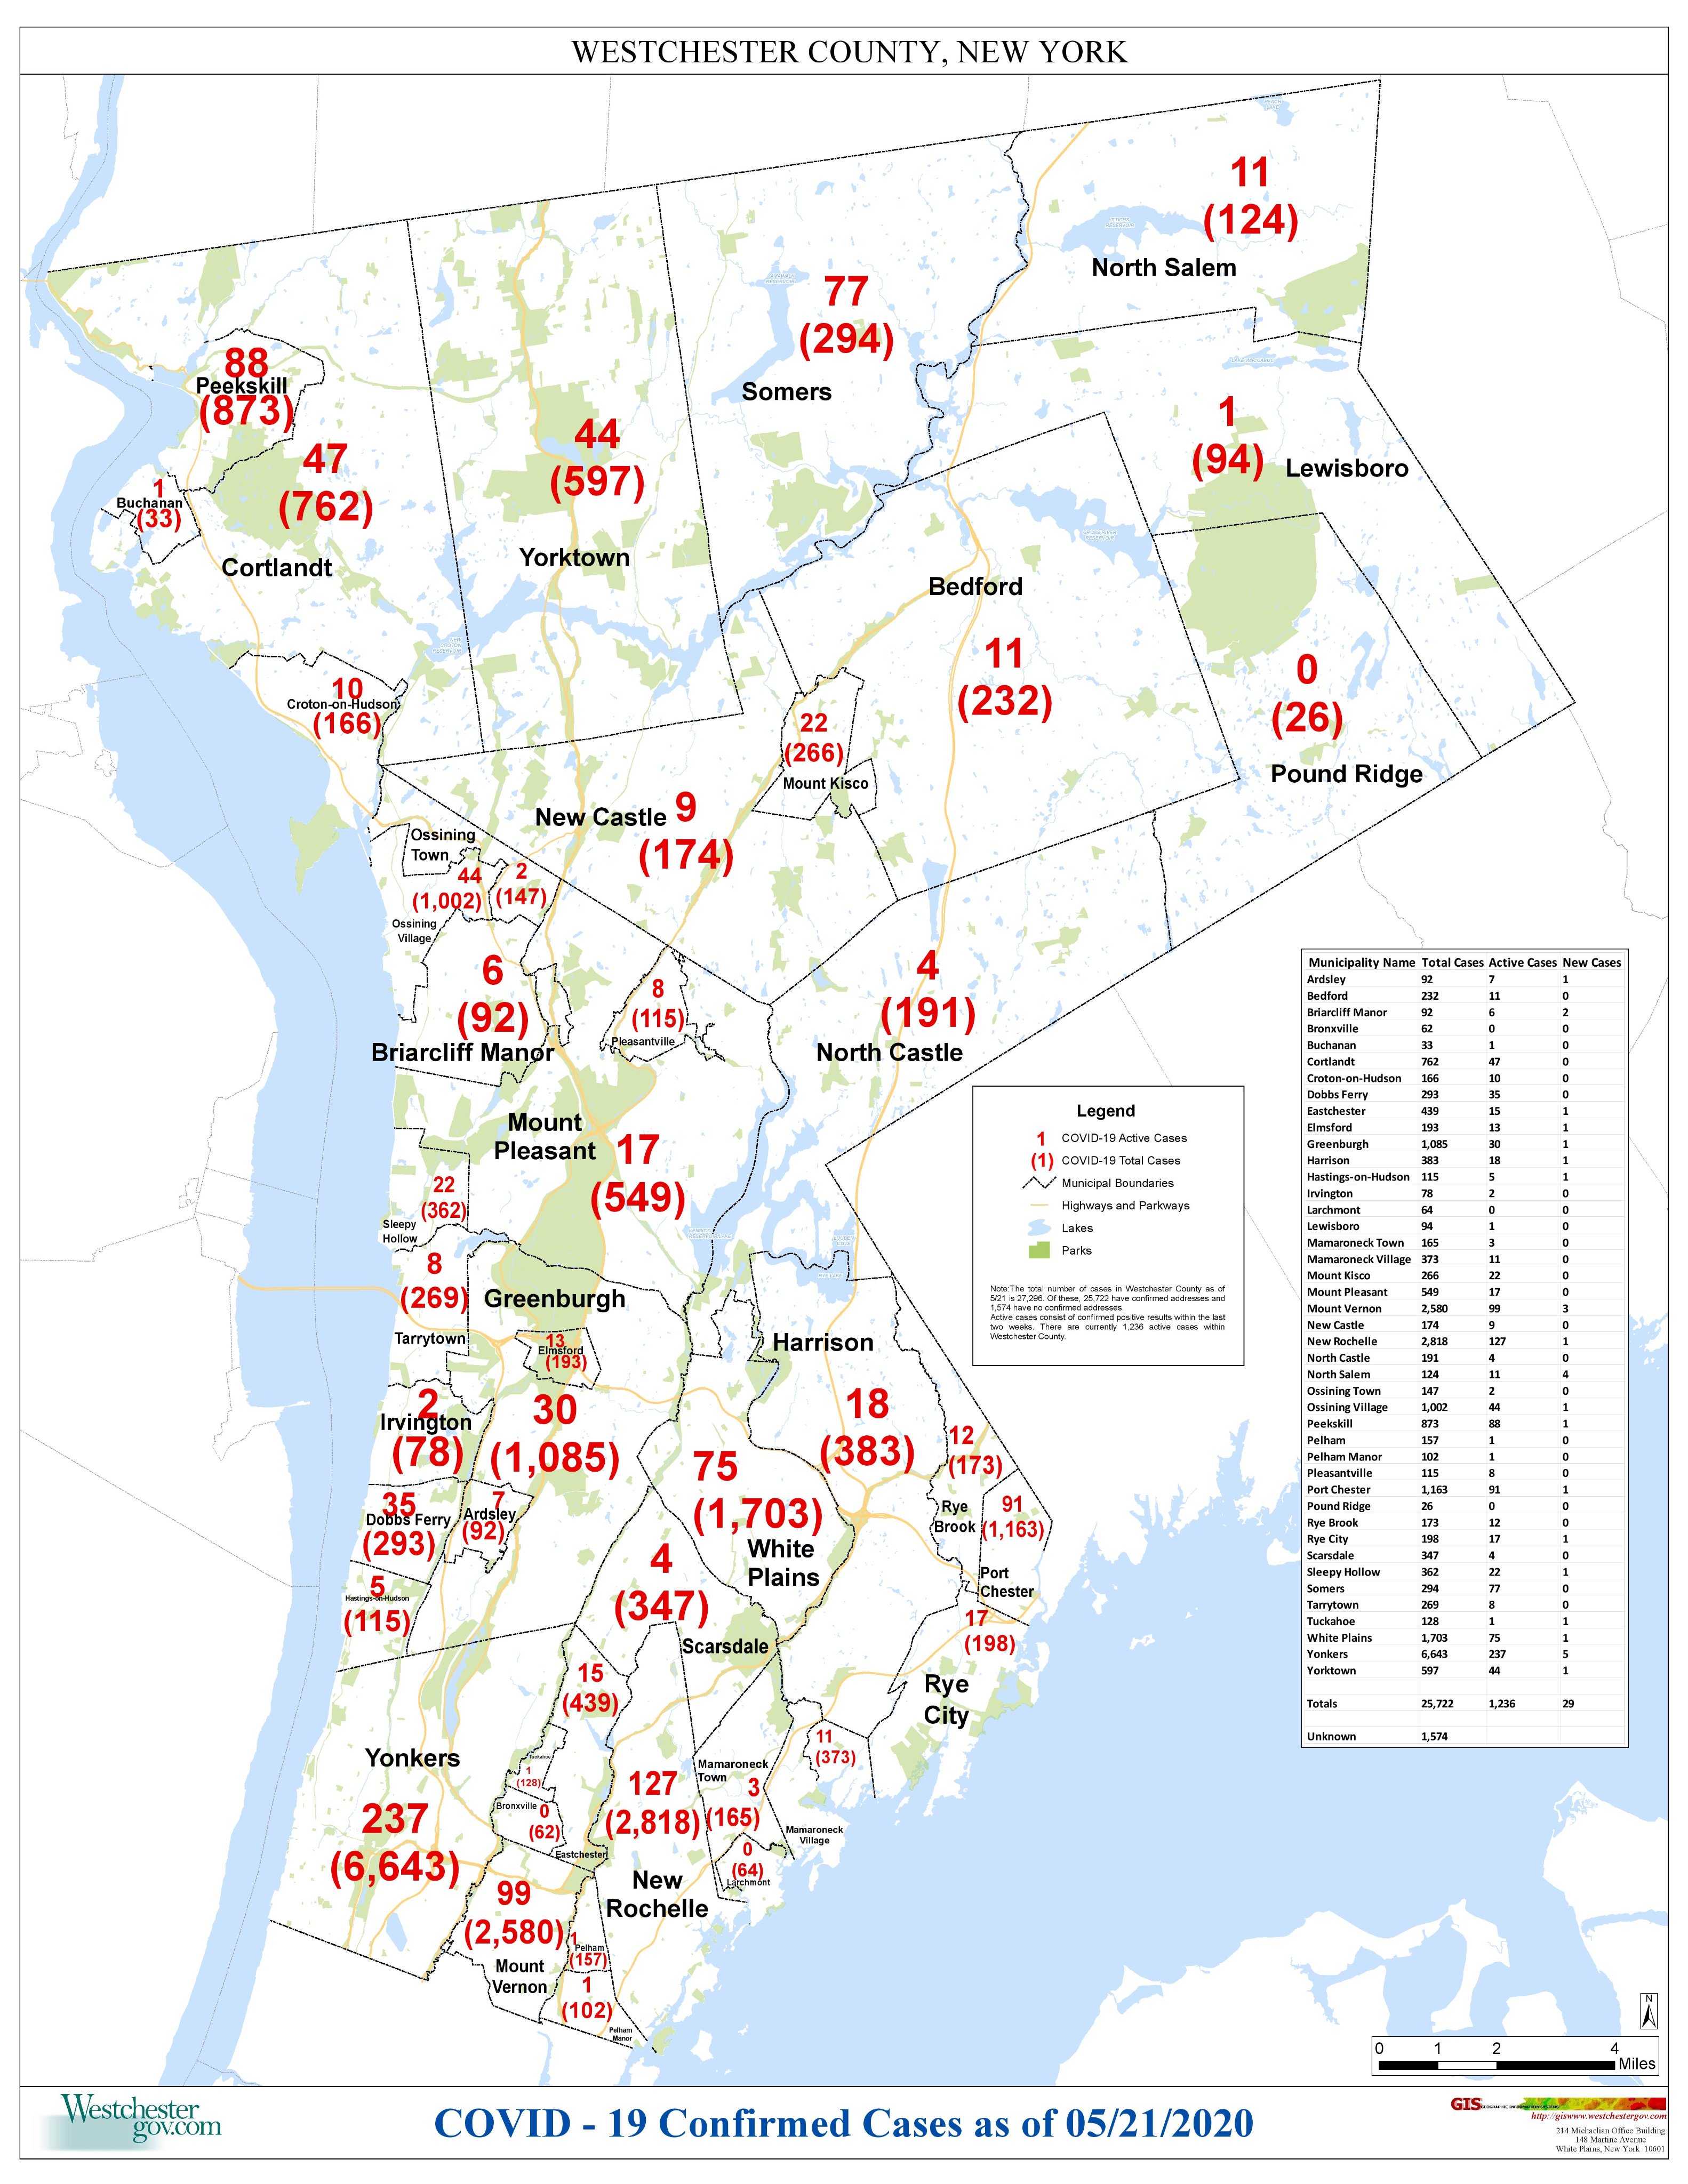 WESTCHESTER COUNTY, NEW YORK
11
(124)
North Salem
77
(294)
Somers
88
Peekskill
(873)
47
(762)
Cortlandt
44
(597)
Yorktown
1
(94) Lewisboro
1
Buchanan
(33)
Bedford
11
(232)
0
(26)
Pound Ridge
10
Croton-on-Hudson
(166)
22
(266)
Mount Kisco
New Castle 9
(174)
Ossining
Town
44
(1,002)
2
(147)
Ossining
Village
6
(92)
Briarcliff Manor
8
(115)
Pleasantville
4
(191)
North Castle
Mount
Pleasant 17
(549)
22
(362)
Sleepy
Hollow
8
(269)
Tarrytown
Greenburgh
13
Elmsford
(193)
30
(1,085)
2
Irvington
(78)
35
Dobbs Ferry
(293)
7
Ardsley
(92)
5
Hastings-on-Hudson
(115)
Harrison
18
(383)
75
(1,703)
White
Plains
12
(173)
Rye
Brook
91
(1,163)
Port
Chester
17
(198)
Rye
City
4
(347)
Scarsdale
15
(439)
Yonkers
237
(6,643)
Tuckahoe
1
(128)
Bronxville 0
(62)
Eastchester
127
(2,818)
New
Rochelle
Mamaroneck
Town 3
(165)
11
(373)
Mamaroneck
Village
0
(64)
Larchmont
99
(2,580)
Mount
Vernon
1
Pelham
(157)
1
(102)
Pelham
Manor
Legend
1 COVID-19 Active Cases
(1) COVID-19 Total Cases
Municipal Boundaries
Highways and Parkways
Lakes
Parks
Note:The total number of cases in Westchester County as of
5/21 is 27,296. Of these, 25,722 have confirmed addresses and
1,574 have no confirmed addresses.
Active cases consist of confirmed positive results within the last
two weeks. There are currently 1,236 active cases within
Westchester County.
Municipality Name Total Cases Active Cases New Cases
Ardsley 92 7 1
Bedford 232 11 0
Briarcliff Manor 92 6 2
Bronxville 62 0 0
Buchanan 33 1 0
Cortlandt 762 47 0
Croton-on-Hudson 166 10 0
Dobbs Ferry 293 35 0
Eastchester 439 15 1
Elmsford 193 13 1
Greenburgh 1,085 30 1
Harrison 383 18 1
Hastings-on-Hudson 115 5 1
Irvington 78 2 0
Larchmont 64 0 0
Lewisboro 94 1 0
Mamaroneck Town 165 3 0
Mamaroneck Village 373 11 0
Mount Kisco 266 22 0
Mount Pleasant 549 17 0
Mount Vernon 2,580 99 3
New Castle 174 9 0
New Rochelle 2,818 127 1
North Castle 191 4 0
North Salem 124 11 4
Ossining Town 147 2 0
Ossining Village 1,002 44 1
Peekskill 873 88 1
Pelham 157 1 0
Pelham Manor 102 1 0
Pleasantville 115 8 0
Port Chester 1,163 91 1
Pound Ridge 26 0 0
Rye Brook 173 12 0
Rye City 198 17 1
Scarsdale 347 4 0
Sleepy Hollow 362 22 1
Somers 294 77 0
Tarrytown 269 8 0
Tuckahoe 128 1 1
White Plains 1,703 75 1
Yonkers 6,643 237 5
Yorktown 597 44 1
Totals 25,722 1,236 29
Unknown 1,574
N
0 1 2 4
Miles
Westchester
gov.com
COVID - 19 Confirmed Cases as of 05/21/2020
GIS GEOGRAPHIC INFORMATION SYSTEMS
http://giswww.westchestergov.com
214 Michaelian Office Building
148 Martine Avenue
White Plains, New York 10601